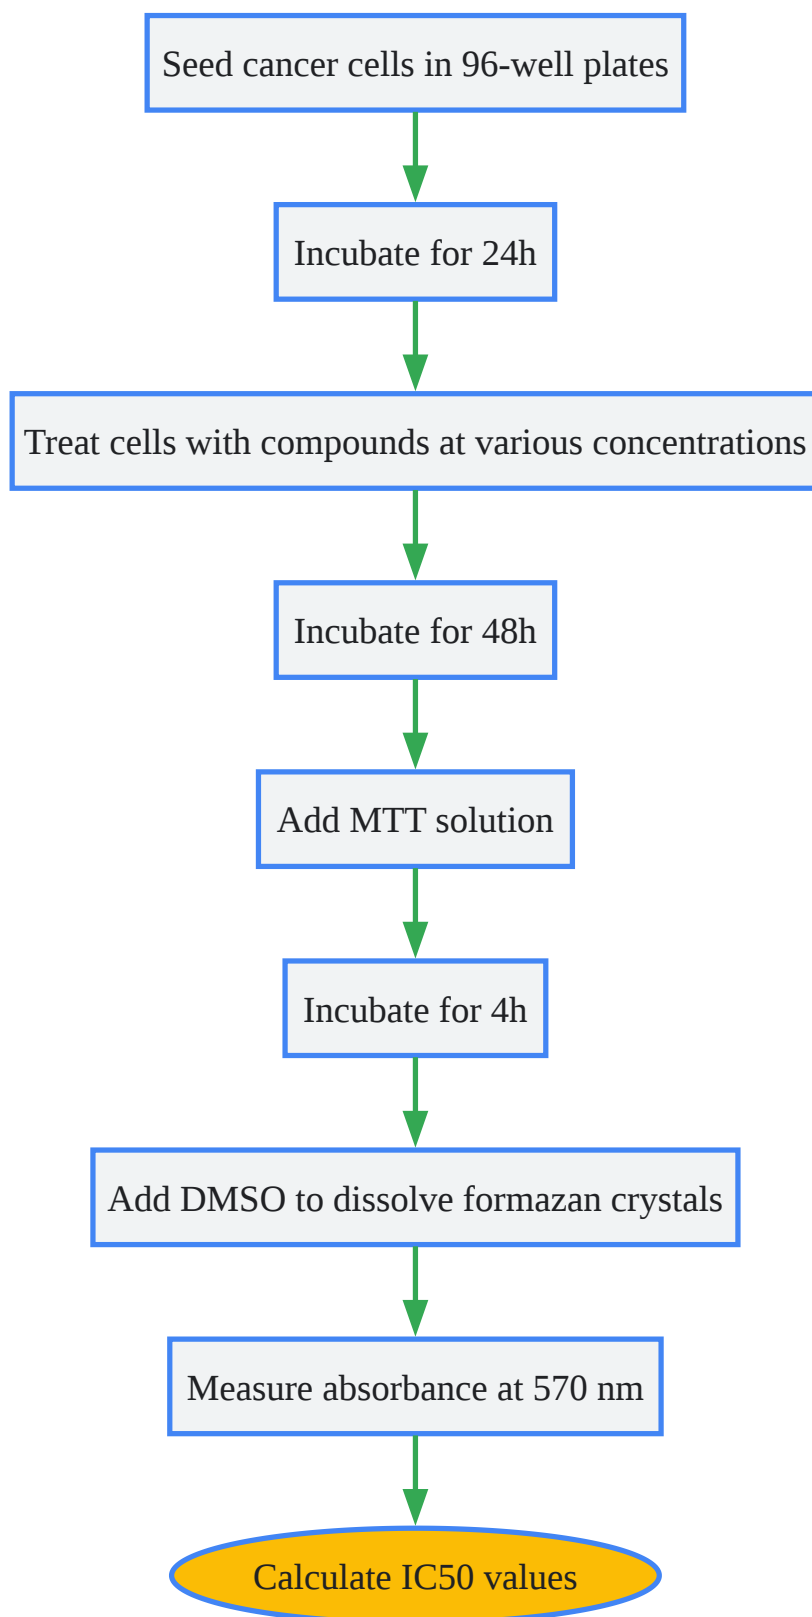 Seed cancer cells in 96-well plates
Incubate for 24h
Treat cells with compounds at various concentrations
Incubate for 48h
Add MTT solution
Incubate for 4h
Add DMSO to dissolve formazan crystals
Measure absorbance at 570 nm
Calculate IC50 values